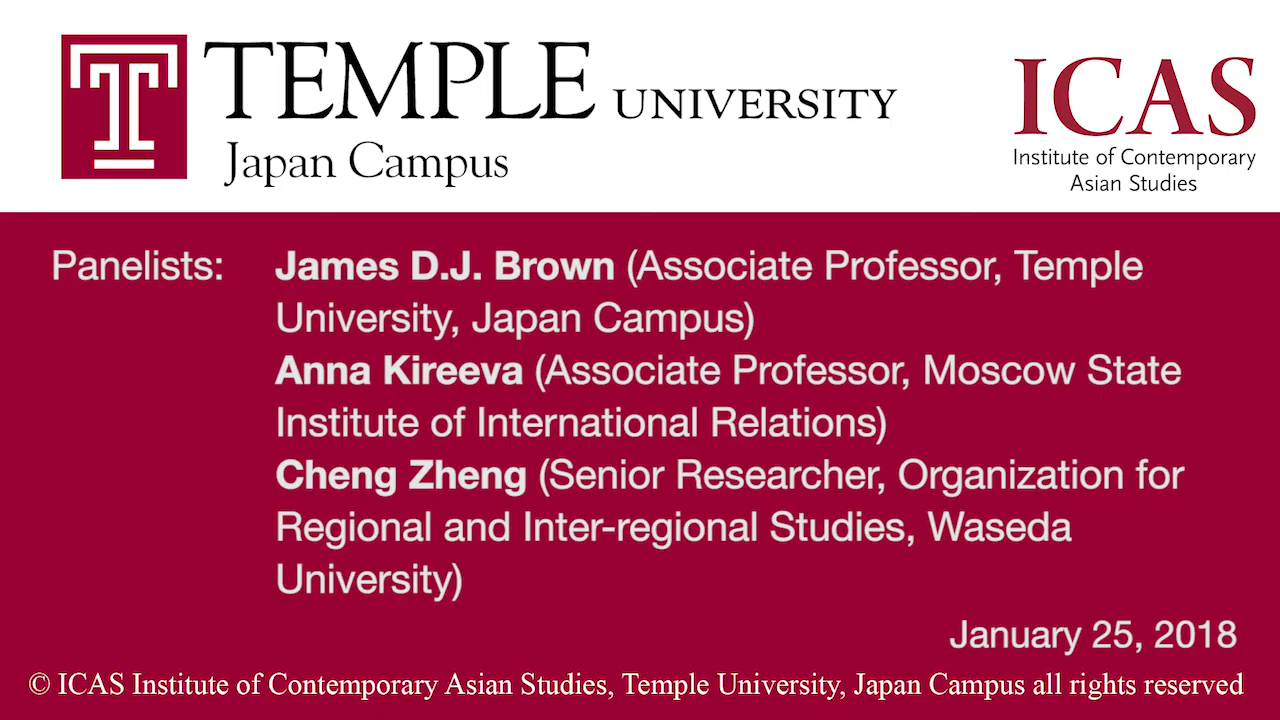 TEMPLE UNIVERSITY
Japan Campus
ICAS
Institute of Contemporary
Asian Studies
Panelists: James D.J. Brown (Associate Professor, Temple
University, Japan Campus)
Anna Kireeva (Associate Professor, Moscow State
Institute of International Relations)
Cheng Zheng (Senior Researcher, Organization for
Regional and Inter-regional Studies, Waseda
University)
January 25, 2018
© ICAS Institute of Contemporary Asian Studies, Temple University, Japan Campus all rights reserved